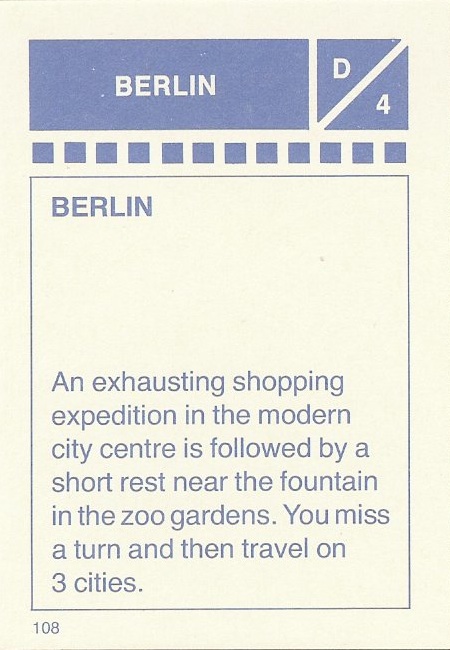 BERLIN
D
4
BERLIN
An exhausting shopping
expedition in the modern
city centre is followed by a
short rest near the fountain
in the zoo gardens. You miss
a turn and then travel on
3 cities.
108